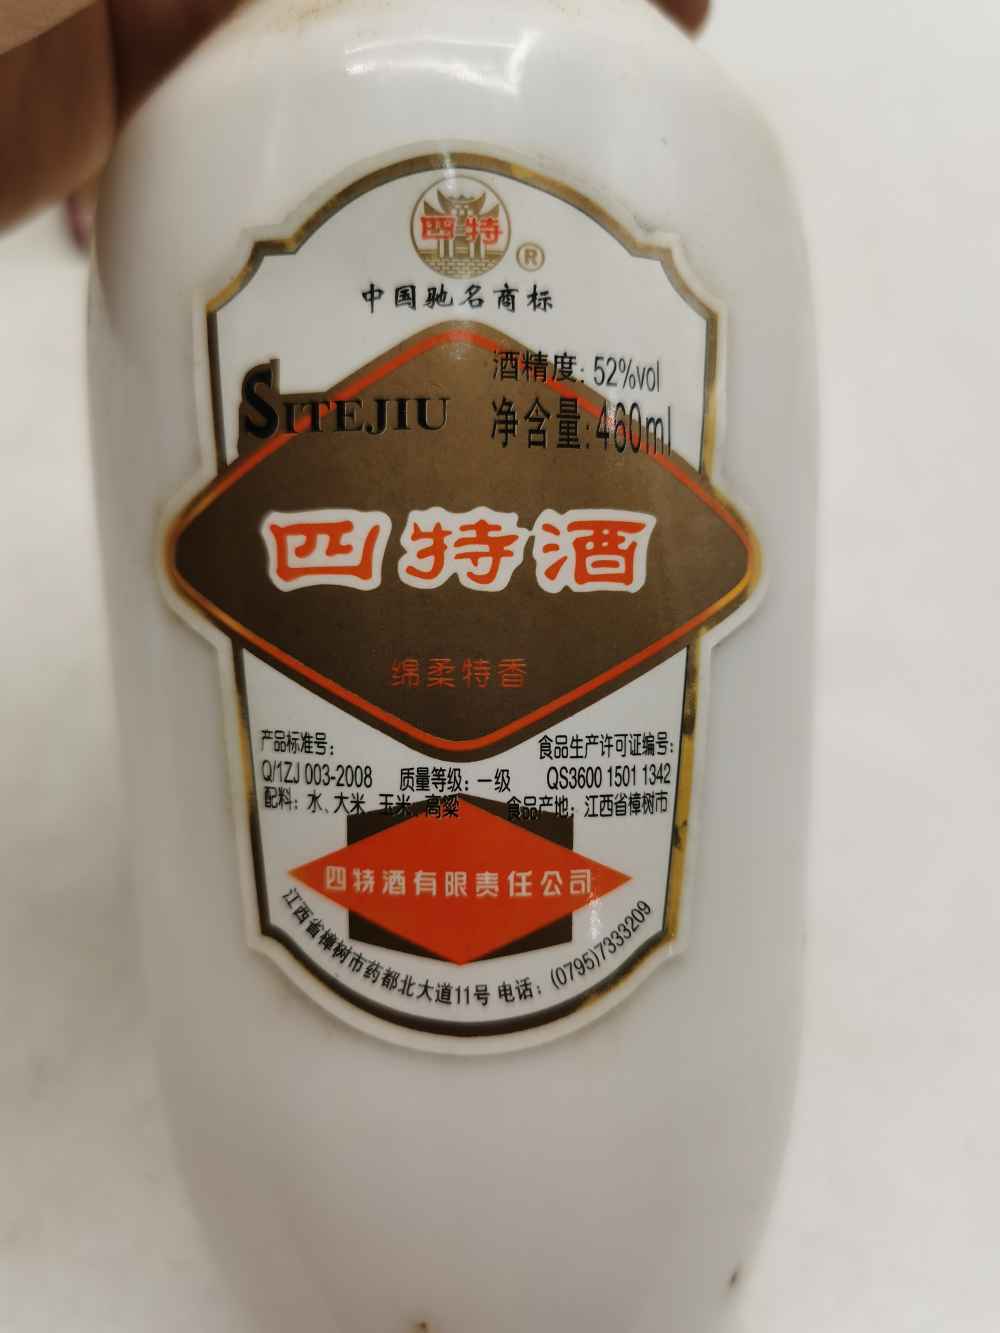 四特
®
中国驰名商标
酒精度: 52%vol
SITEJIU
净含量: 460ml
四特酒
绵柔特香
产品标准号：
食品生产许可证编号：
Q/1ZJ 003-2008 质量等级：一级 QS3600 1501 1342
配料：水、大米、玉米、高粱 食品产地：江西省樟树市
四特酒有限责任公司
江西省樟树市药都北大道11号 电话：(0795)7333209